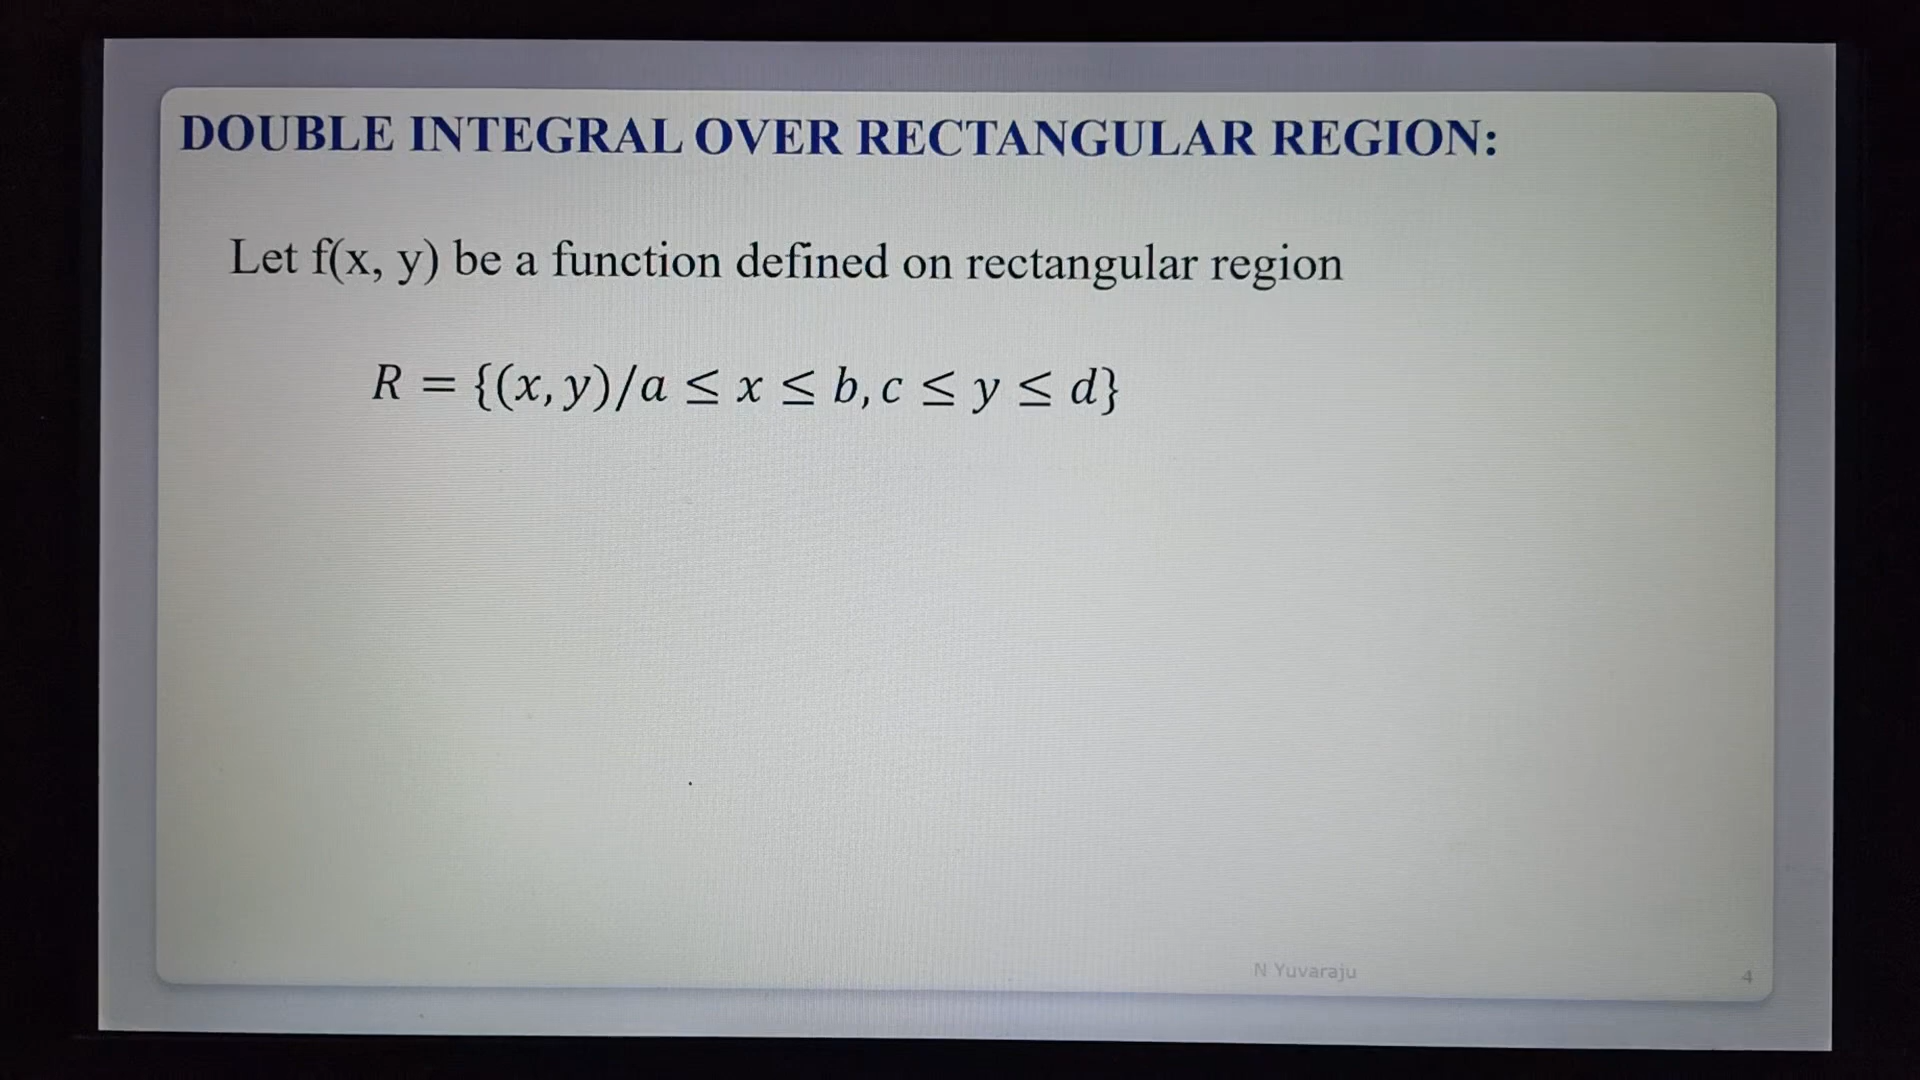 DOUBLE INTEGRAL OVER RECTANGULAR REGION:
Let f(x, y) be a function defined on rectangular region
R = {(x, y)/a ≤ x ≤ b, c ≤ y ≤ d}
N Yuvaraju
4